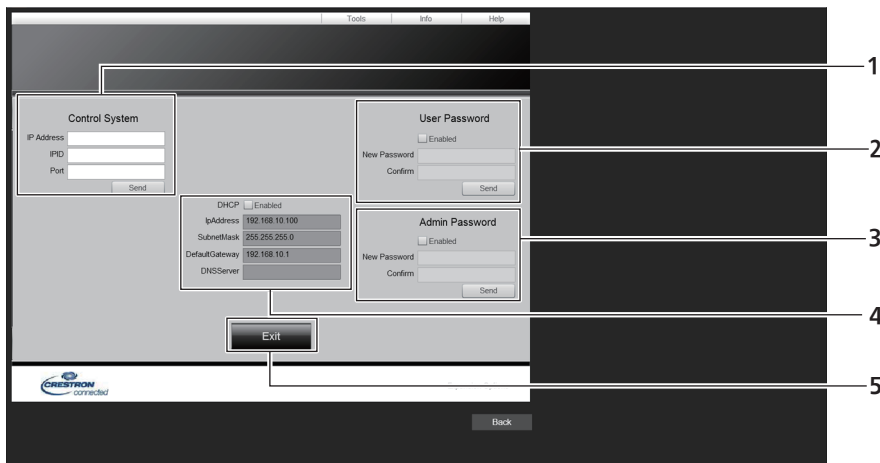 Tools Info Help
1
Control System
IP Address
IPID
Port
Send
User Password
Enabled
New Password
Confirm
Send
2
DHCP Enabled
IpAddress 192.168.10.100
SubnetMask 255.255.255.0
DefaultGateway 192.168.10.1
DNSServer
Admin Password
Enabled
New Password
Confirm
Send
3
4
Exit
5
CRESTRON
connected
Back